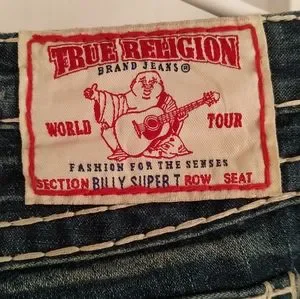 TRUE RELIGION
BRAND JEANS®
WORLD TOUR
FASHION FOR THE SENSES
SECTION BILLY SUPER T ROW SEAT